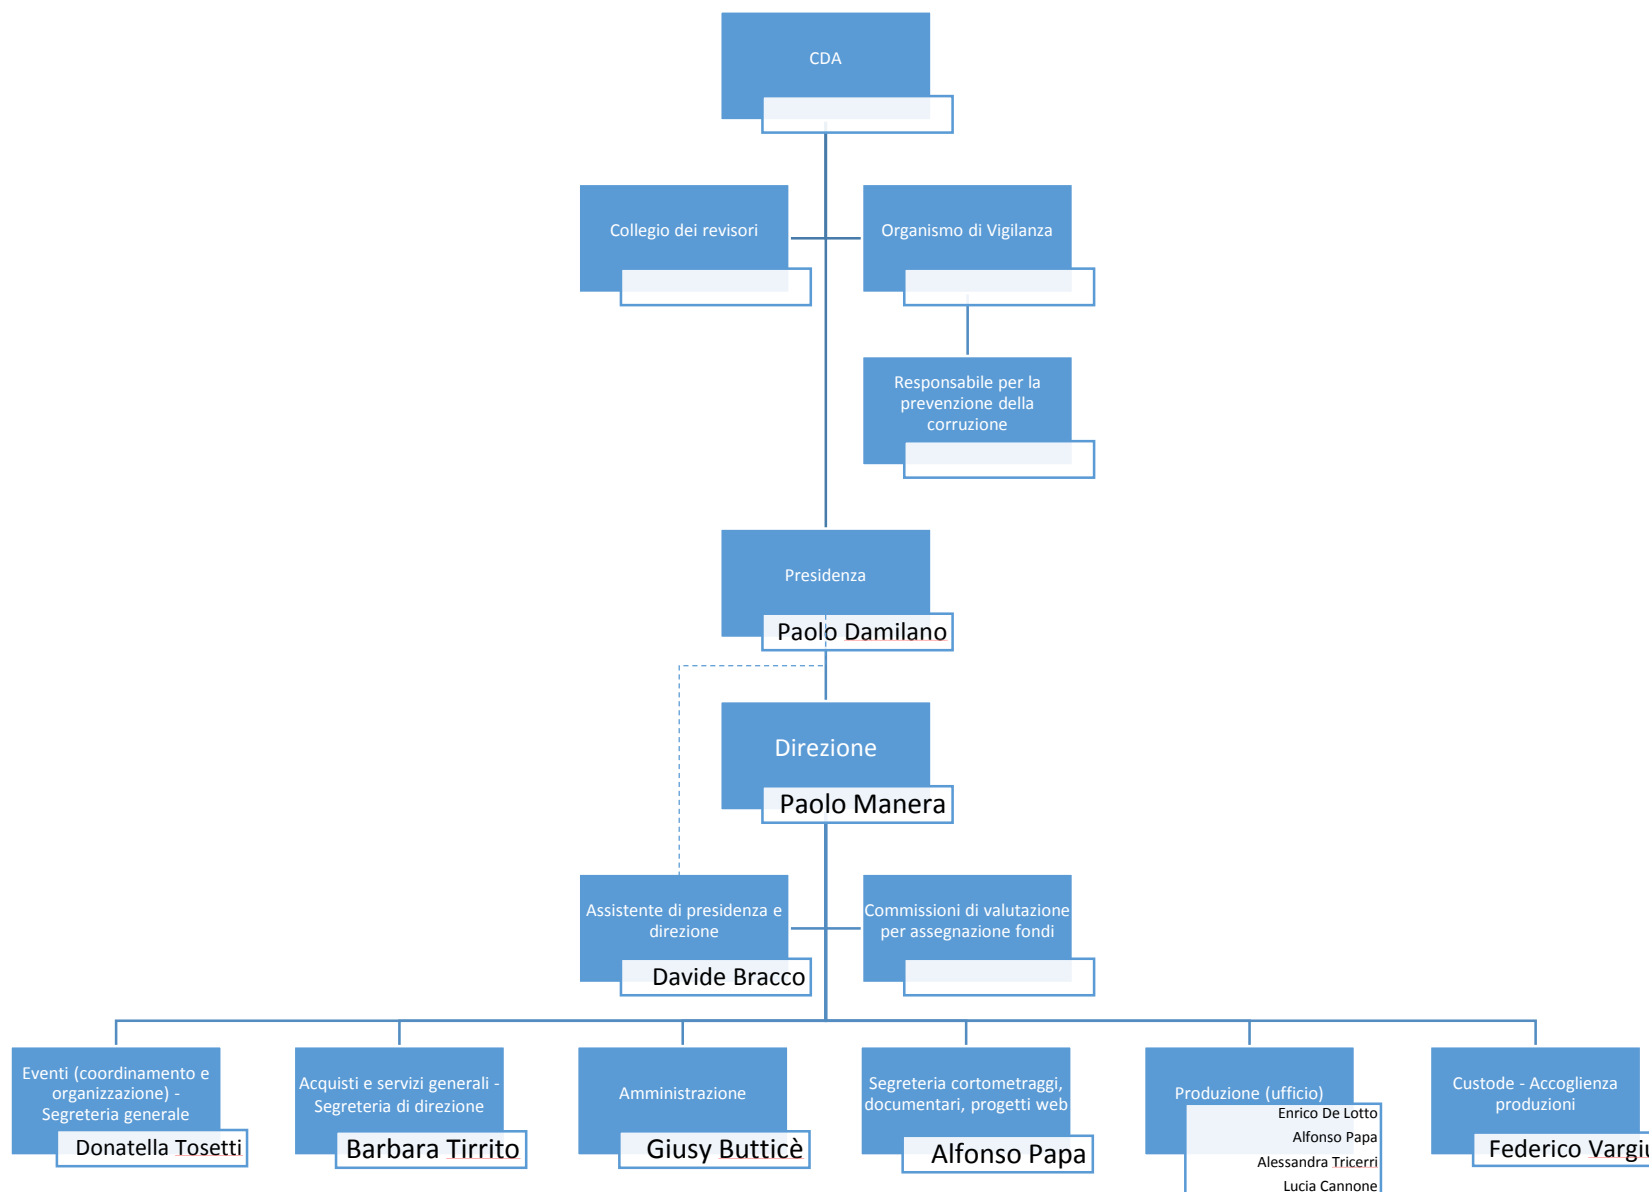 CDA
Collegio dei revisori
Organismo di Vigilanza
Responsabile per la
prevenzione della
corruzione
Presidenza
Paolo Damilano
Direzione
Paolo Manera
Assistente di presidenza e
direzione
Davide Bracco
Commissioni di valutazione
per assegnazione fondi
Eventi (coordinamento e
organizzazione) -
Segreteria generale
Donatella Tosetti
Acquisti e servizi generali -
Segreteria di direzione
Barbara Tirrito
Amministrazione
Giusy Butticè
Segreteria cortometraggi,
documentari, progetti web
Alfonso Papa
Produzione (ufficio)
Enrico De Lotto
Alfonso Papa
Alessandra Tricerri
Lucia Cannone
Custode - Accoglienza
produzioni
Federico Vargiu